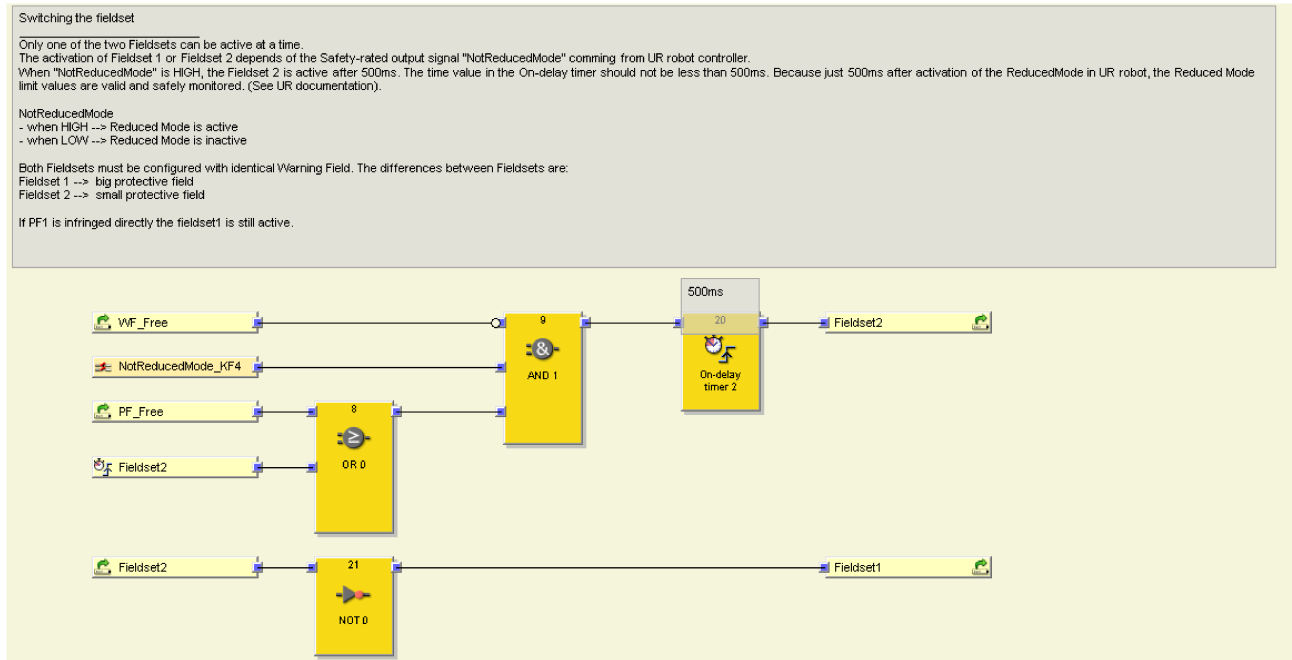 Switching the fieldset
Only one of the two Fieldsets can be active at a time.
The activation of Fieldset 1 or Fieldset 2 depends of the Safety-rated output signal "NotReducedMode" comming from UR robot controller.
When "NotReducedMode" is HIGH, the Fieldset 2 is active after 500ms. The time value in the On-delay timer should not be less than 500ms. Because just 500ms after activation of the ReducedMode in UR robot, the Reduced Mode
limit values are valid and safely monitored. (See UR documentation).
NotReducedMode
- when HIGH --> Reduced Mode is active
- when LOW --> Reduced Mode is inactive
Both Fieldsets must be configured with identical Warning Field. The differences between Fieldsets are:
Fieldset 1 --> big protective field
Fieldset 2 --> small protective field
If PF1 is infringed directly the fieldset1 is still active.
500ms
WF_Free
9
20
Fieldset2
&
NotReducedMode_KF4
AND 1
On-delay
timer 2
PF_Free
8
≥
Fieldset2
OR 0
Fieldset2
21
Fieldset1
NOT 0